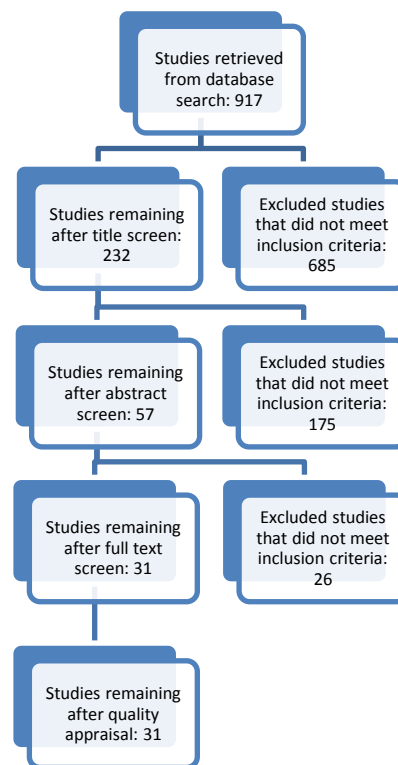 Studies retrieved
from database
search: 917
Studies remaining
after title screen:
232
Excluded studies
that did not meet
inclusion criteria:
685
Studies remaining
after abstract
screen: 57
Excluded studies
that did not meet
inclusion criteria:
175
Studies remaining
after full text
screen: 31
Excluded studies
that did not meet
inclusion criteria:
26
Studies remaining
after quality
appraisal: 31